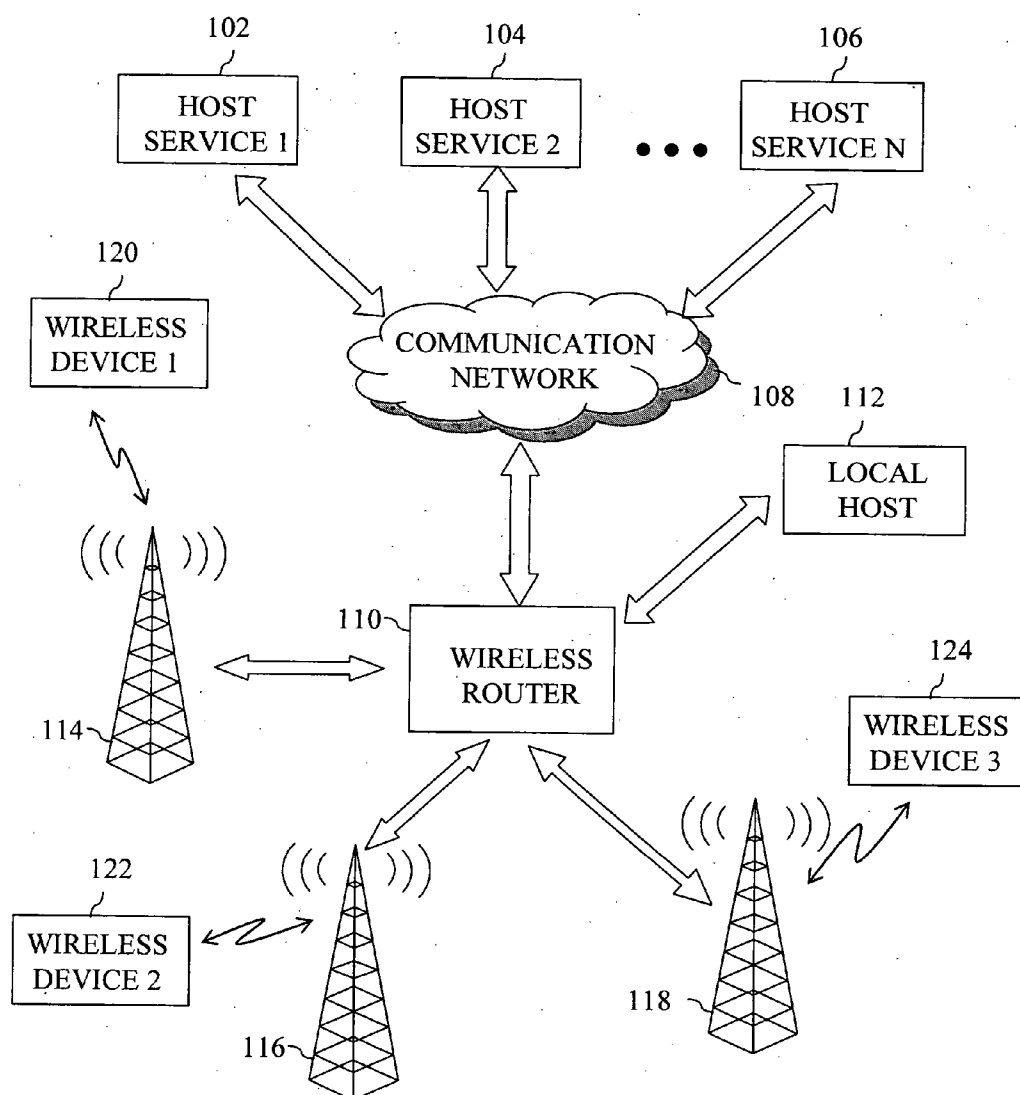 102
104
106
HOST
SERVICE 1
HOST
SERVICE 2
HOST
SERVICE N
120
WIRELESS
DEVICE 1
COMMUNICATION
NETWORK
108
112
LOCAL
HOST
110
WIRELESS
ROUTER
124
WIRELESS
DEVICE 3
114
122
WIRELESS
DEVICE 2
118
116